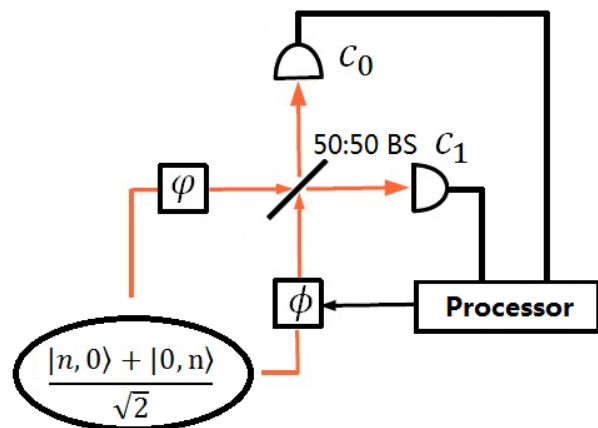 C₀
50:50 BS
C₁
φ
ϕ
Processor
|n, 0⟩ + |0, n⟩
√2